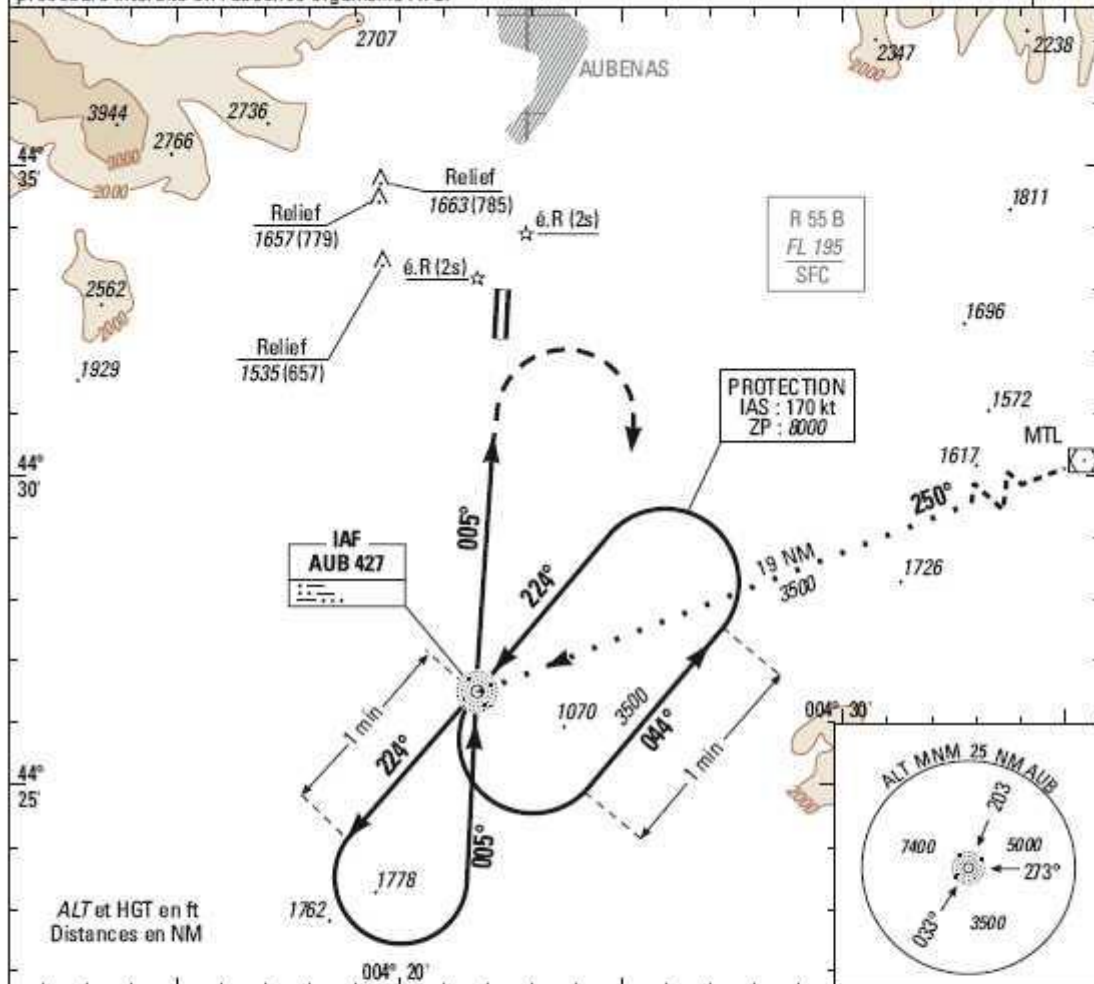 procédure interdite en l'absence organisme AFIS.
2707
AUBENAS
2347
2000
2238
3944
2736
2766
3000
2000
44°
35'
Relief
1663 (785)
Relief
1657 (779)
é.R (2s)
é.R (2s)
R 55 B
FL 195
SFC
1811
2562
2000
1696
Relief
1535 (657)
1929
PROTECTION
IAS : 170 kt
ZP : 8000
1572
MTL
1617
44°
30'
250°
005°
IAF
AUB 427
224°
19 NM
3500
1726
1 min
224°
1070
3500
044°
1 min
004° 30'
2000
44°
25'
005°
ALT MNM 25 NM AUB
203
7400
5000
273°
033°
3500
1778
1762
ALT et HGT en ft
Distances en NM
004° 20'